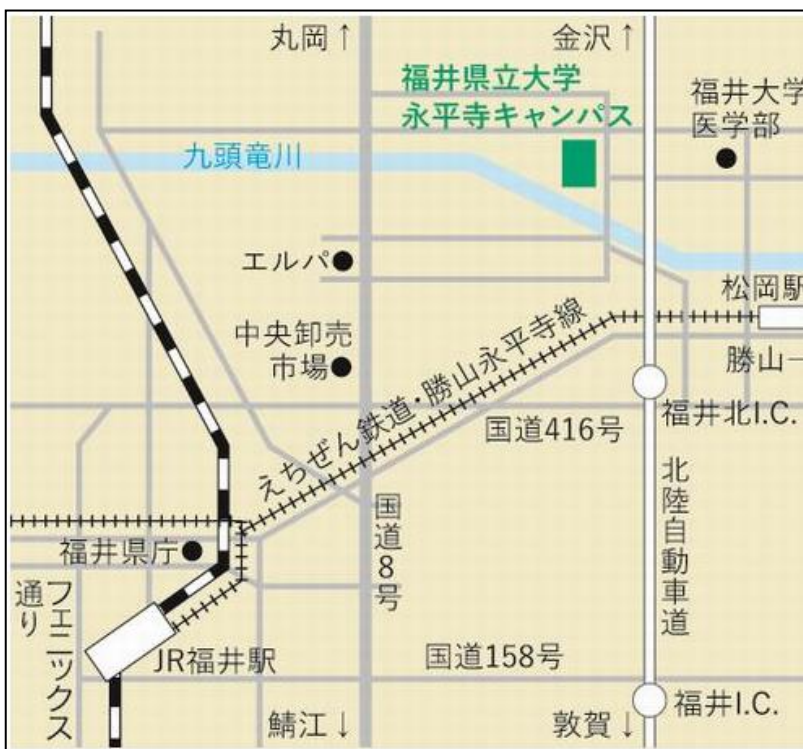 丸岡↑
金沢↑
福井県立大学
永平寺キャンパス
福井大学
医学部
九頭竜川
エルパ
松岡駅
中央卸売
市場
勝山→
えちぜん鉄道・勝山永平寺線
国道416号
福井北I.C.
北陸自動車道
国道8号
福井県庁
フェニックス
通り
JR福井駅
国道158号
鯖江↓
敦賀↓
福井I.C.